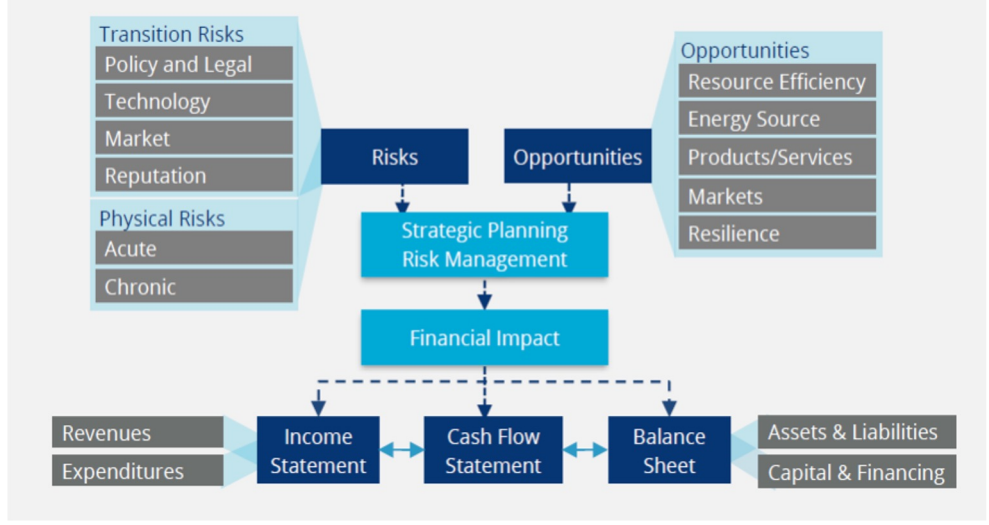 Transition Risks
Policy and Legal
Technology
Market
Reputation
Physical Risks
Acute
Chronic
Risks
Opportunities
Opportunities
Resource Efficiency
Energy Source
Products/Services
Markets
Resilience
Strategic Planning
Risk Management
Financial Impact
Revenues
Expenditures
Income
Statement
Cash Flow
Statement
Balance
Sheet
Assets & Liabilities
Capital & Financing